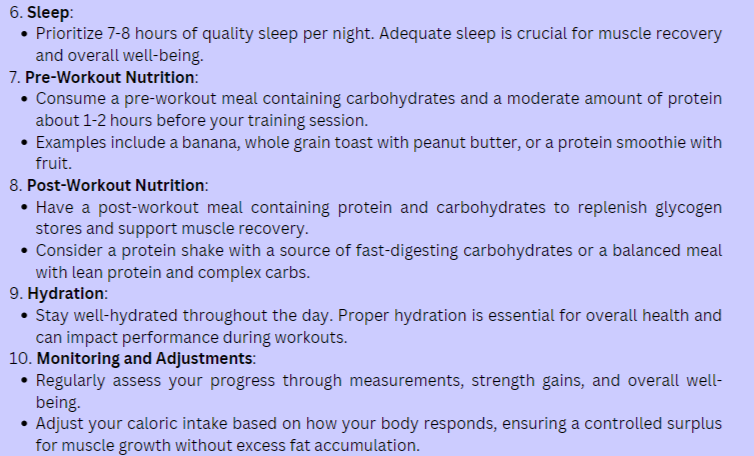 6. Sleep:
• Prioritize 7-8 hours of quality sleep per night. Adequate sleep is crucial for muscle recovery
and overall well-being.
7. Pre-Workout Nutrition:
• Consume a pre-workout meal containing carbohydrates and a moderate amount of protein
about 1-2 hours before your training session.
• Examples include a banana, whole grain toast with peanut butter, or a protein smoothie with
fruit.
8. Post-Workout Nutrition:
• Have a post-workout meal containing protein and carbohydrates to replenish glycogen
stores and support muscle recovery.
• Consider a protein shake with a source of fast-digesting carbohydrates or a balanced meal
with lean protein and complex carbs.
9. Hydration:
• Stay well-hydrated throughout the day. Proper hydration is essential for overall health and
can impact performance during workouts.
10. Monitoring and Adjustments:
• Regularly assess your progress through measurements, strength gains, and overall well-
being.
• Adjust your caloric intake based on how your body responds, ensuring a controlled surplus
for muscle growth without excess fat accumulation.